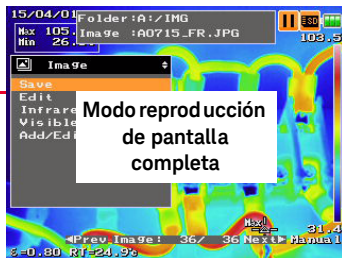 15/04/01 Folder:A:/IMG
Max 105. Image :A0715_FR.JPG
Min 26.
103.5
Image
Save
Edit
Infrare
Visible
Add/Edi
Modo reproducción
de pantalla
completa
Max
31.4
◀Prev.Image: 36/ 36 Next▶ Manual
ε=0.80 RT=24.9℃